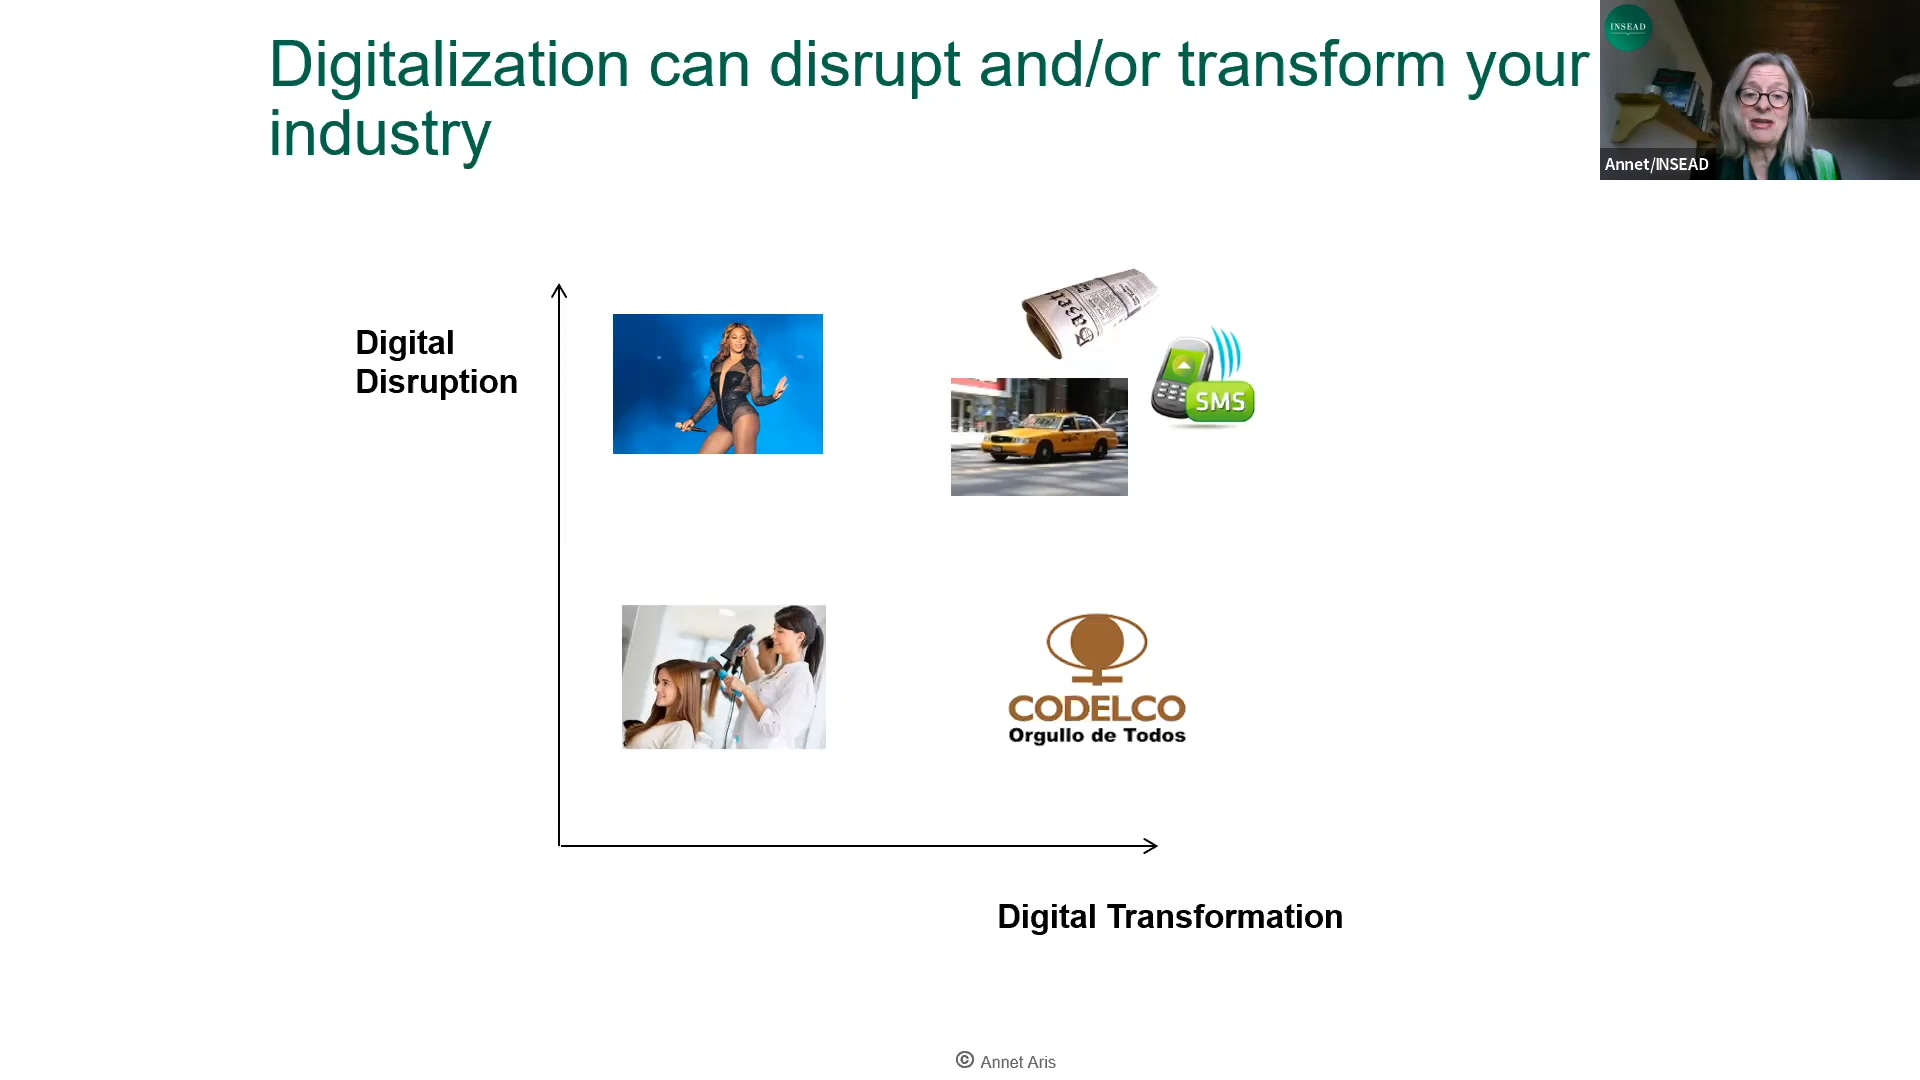 Digitalization can disrupt and/or transform your
industry
INSEAD
Annet/INSEAD
Digital
Disruption
SMS
CODELCO
Orgullo de Todos
Digital Transformation
© Annet Aris